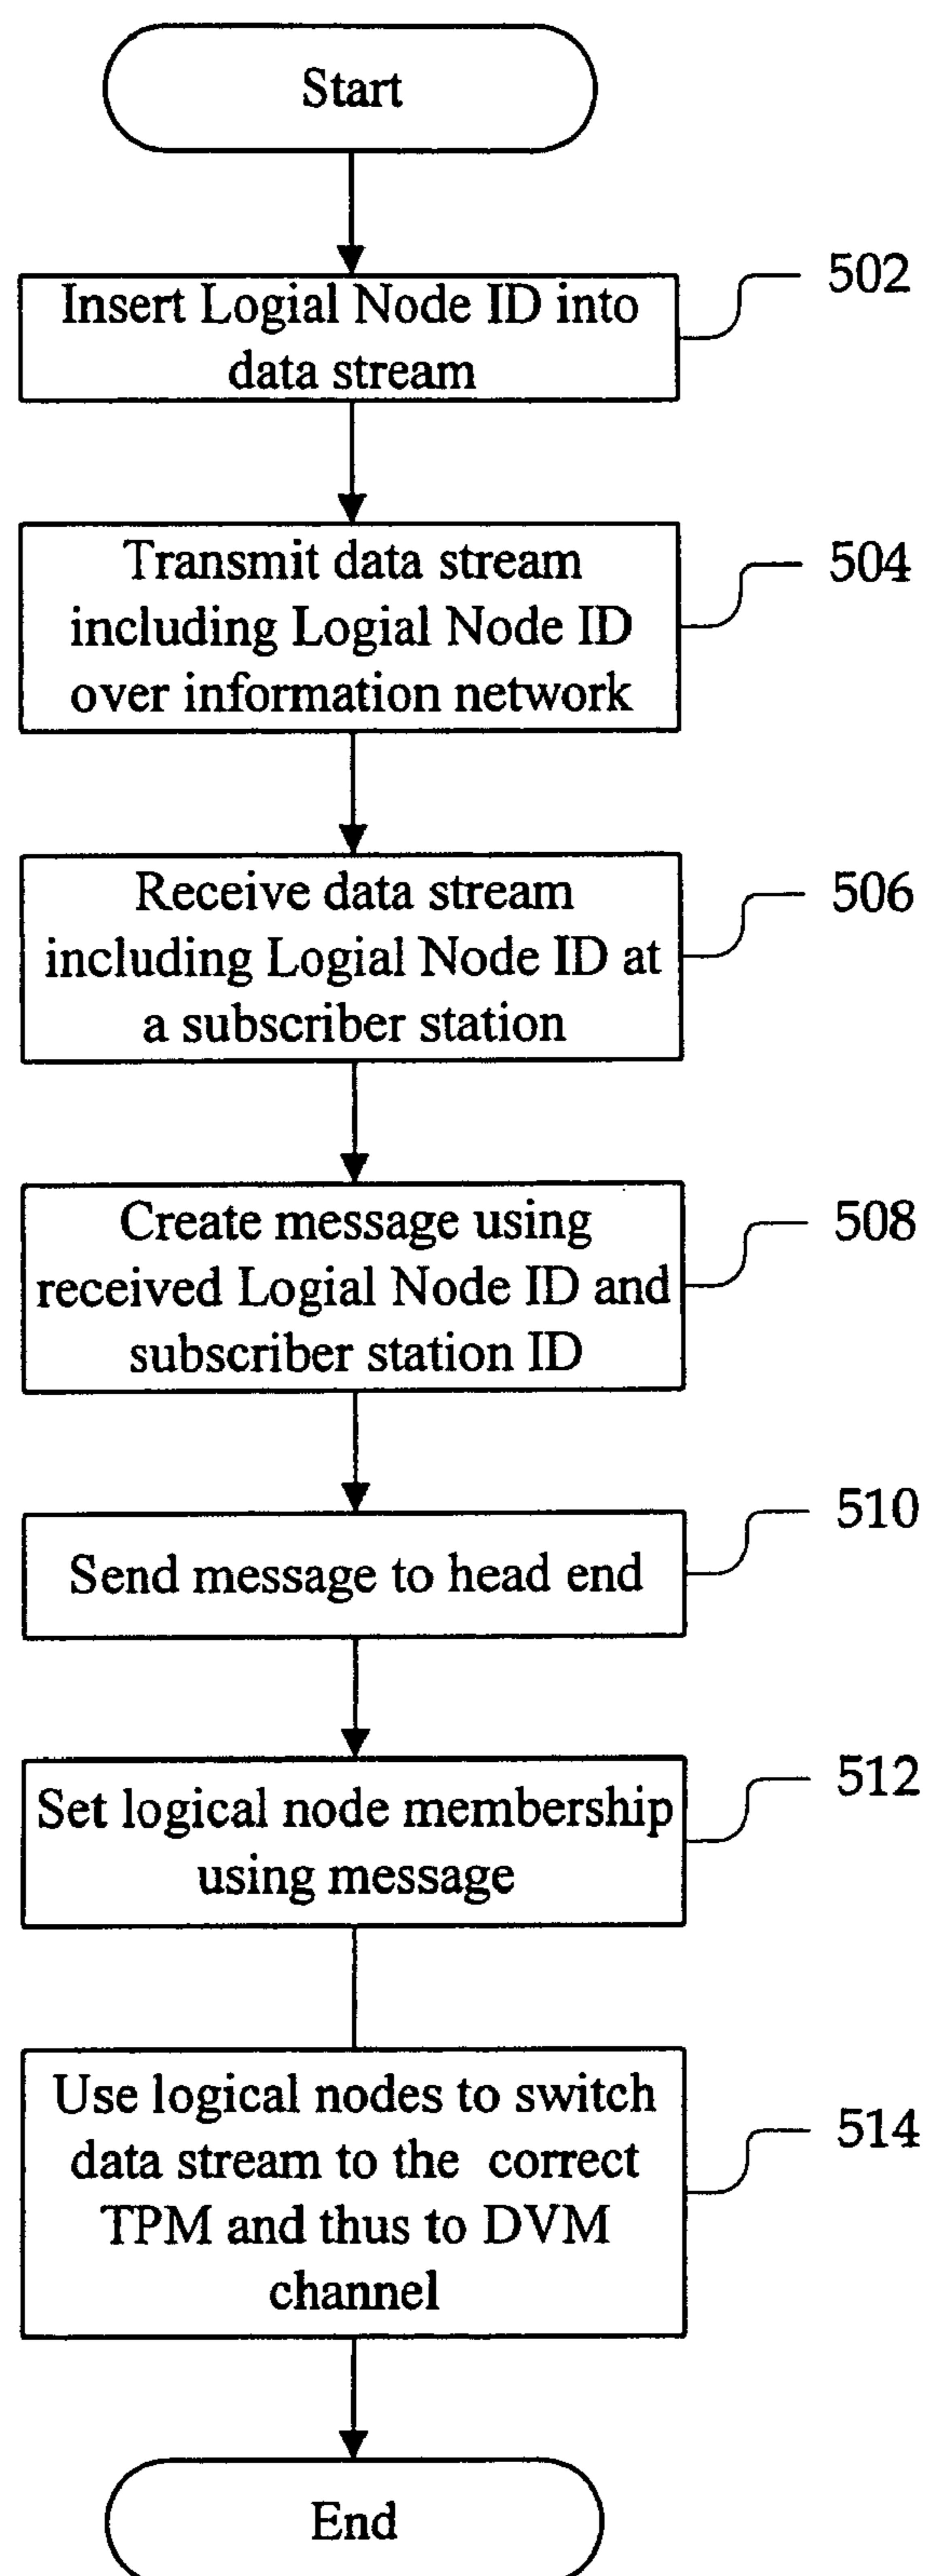 Start
502
Insert Logial Node ID into
data stream
504
Transmit data stream
including Logial Node ID
over information network
506
Receive data stream
including Logial Node ID at
a subscriber station
508
Create message using
received Logial Node ID and
subscriber station ID
510
Send message to head end
512
Set logical node membership
using message
514
Use logical nodes to switch
data stream to the correct
TPM and thus to DVM
channel
End